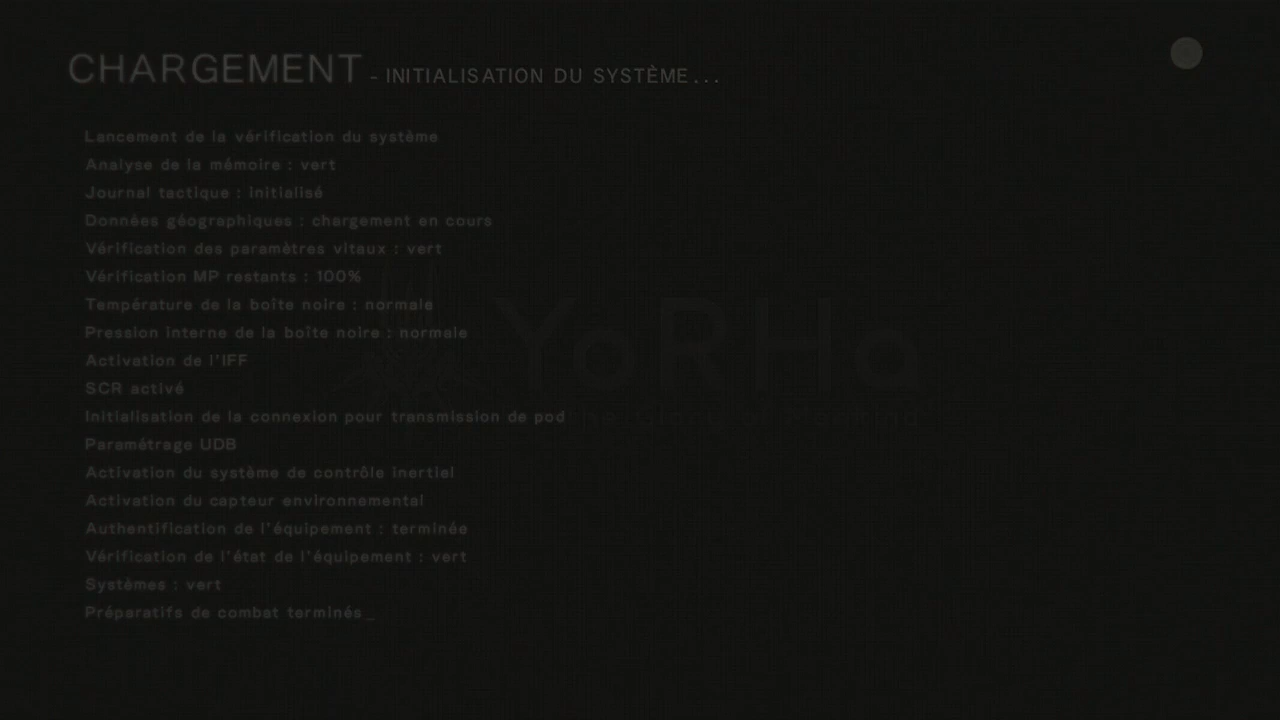 CHARGEMENT - INITIALISATION DU SYSTÈME...
Lancement de la vérification du système
Analyse de la mémoire : vert
Journal tactique : initialisé
Données géographiques : chargement en cours
Vérification des paramètres vitaux : vert
Vérification MP restants : 100%
Température de la boîte noire : normale
Pression interne de la boîte noire : normale
Activation de l'IFF
SCR activé
Initialisation de la connexion pour transmission de pod
Paramétrage UDB
Activation du système de contrôle inertiel
Activation du capteur environnemental
Authentification de l'équipement : terminée
Vérification de l'état de l'équipement : vert
Systèmes : vert
Préparatifs de combat terminés_
YoRHa